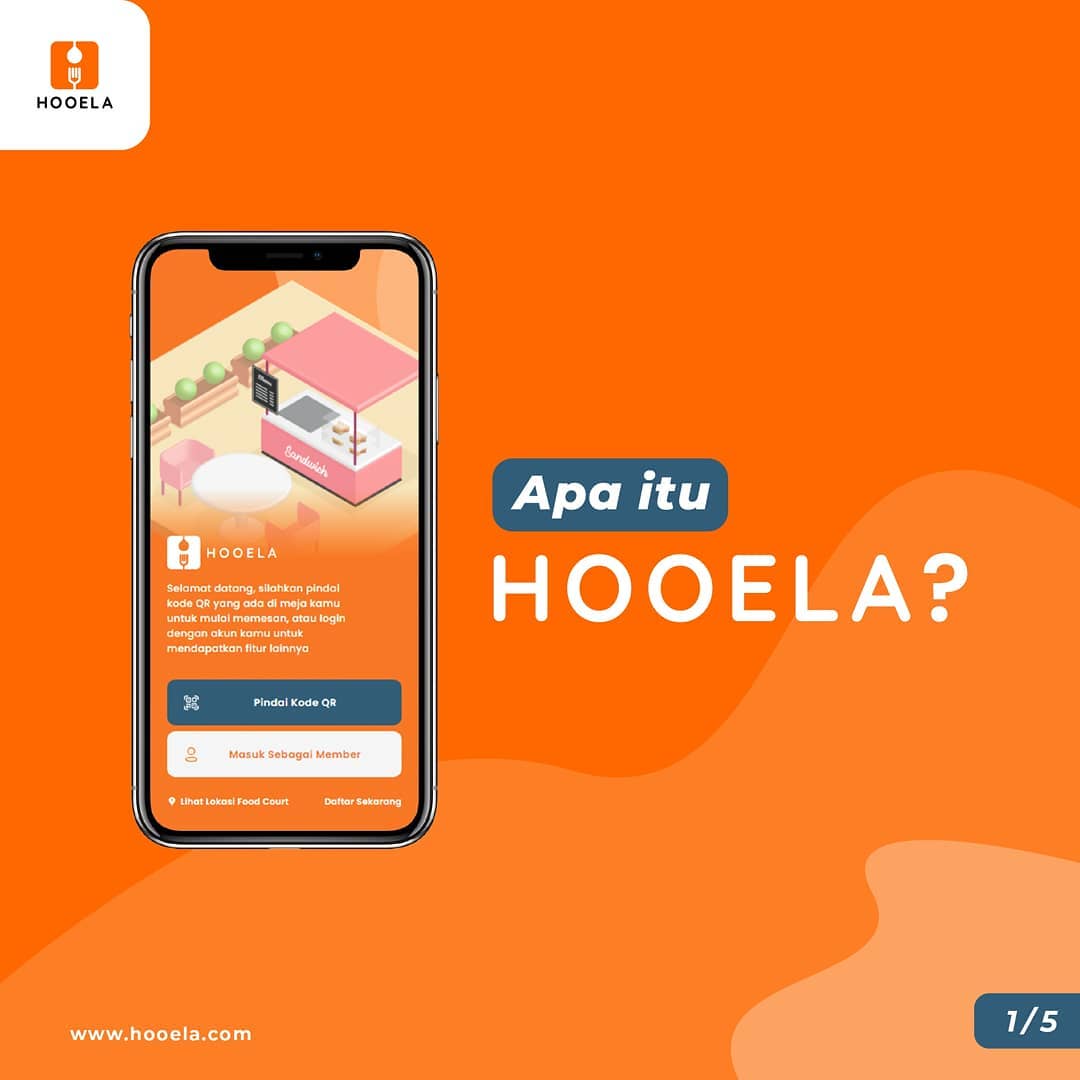 HOOELA
Sandwich
HOOELA
Selamat datang, silahkan pindai
kode QR yang ada di meja kamu
untuk mulai memesan, atau login
dengan akun kamu untuk
mendapatkan fitur lainnya
Pindai Kode QR
Masuk Sebagai Member
Lihat Lokasi Food Court
Daftar Sekarang
Apa itu
HOOELA?
www.hooela.com
1/5